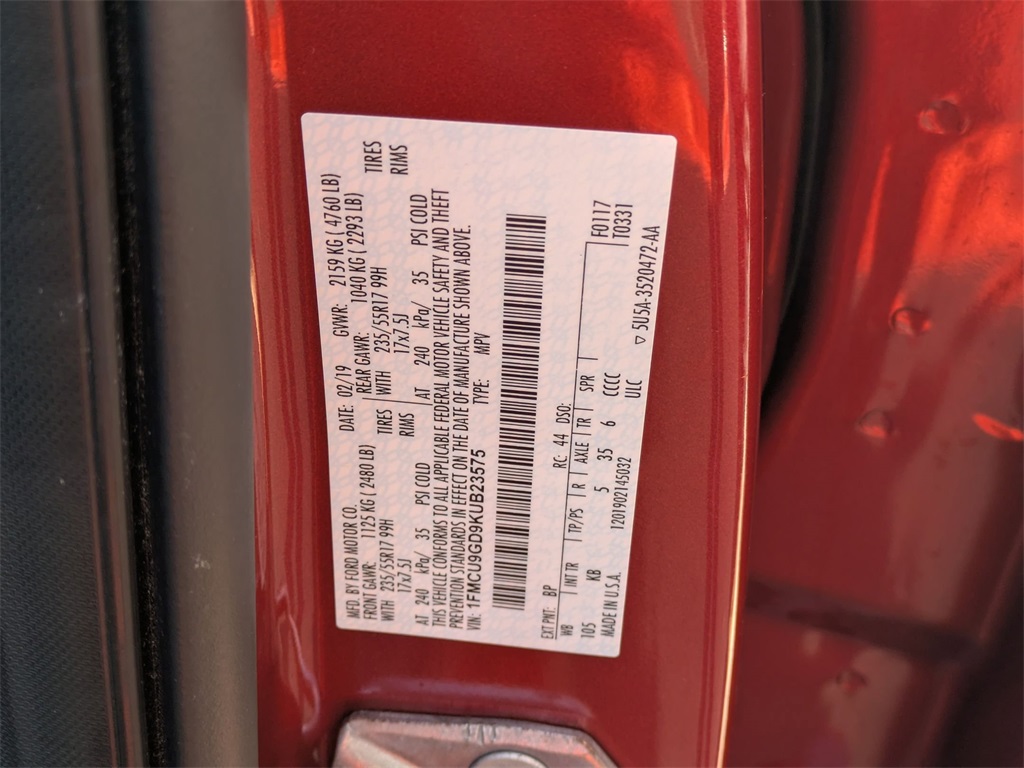 MFD. BY FORD MOTOR CO. DATE: 02/19 GVWR: 2159 KG ( 4760 LB)
FRONT GAWR: 1125 KG ( 2480 LB) REAR GAWR: 1040 KG ( 2293 LB)
WITH 235/55R17 99H TIRES WITH 235/55R17 99H TIRES
17x7.5J RIMS 17x7.5J RIMS
AT 240 kPa/ 35 PSI COLD AT 240 kPa/ 35 PSI COLD
THIS VEHICLE CONFORMS TO ALL APPLICABLE FEDERAL MOTOR VEHICLE SAFETY AND THEFT
PREVENTION STANDARDS IN EFFECT ON THE DATE OF MANUFACTURE SHOWN ABOVE.
VIN: 1FMCU9GD9KUB23575 TYPE: MPV
EXT PNT: BP RC: 44 DSO: F0117
WB INT TR TP/PS R AXLE TR SPR T0331
105 KB 5 35 6 CCCC
MADE IN U.S.A. 1201902145032 UIC ▽ 5U5A-3520472-AA